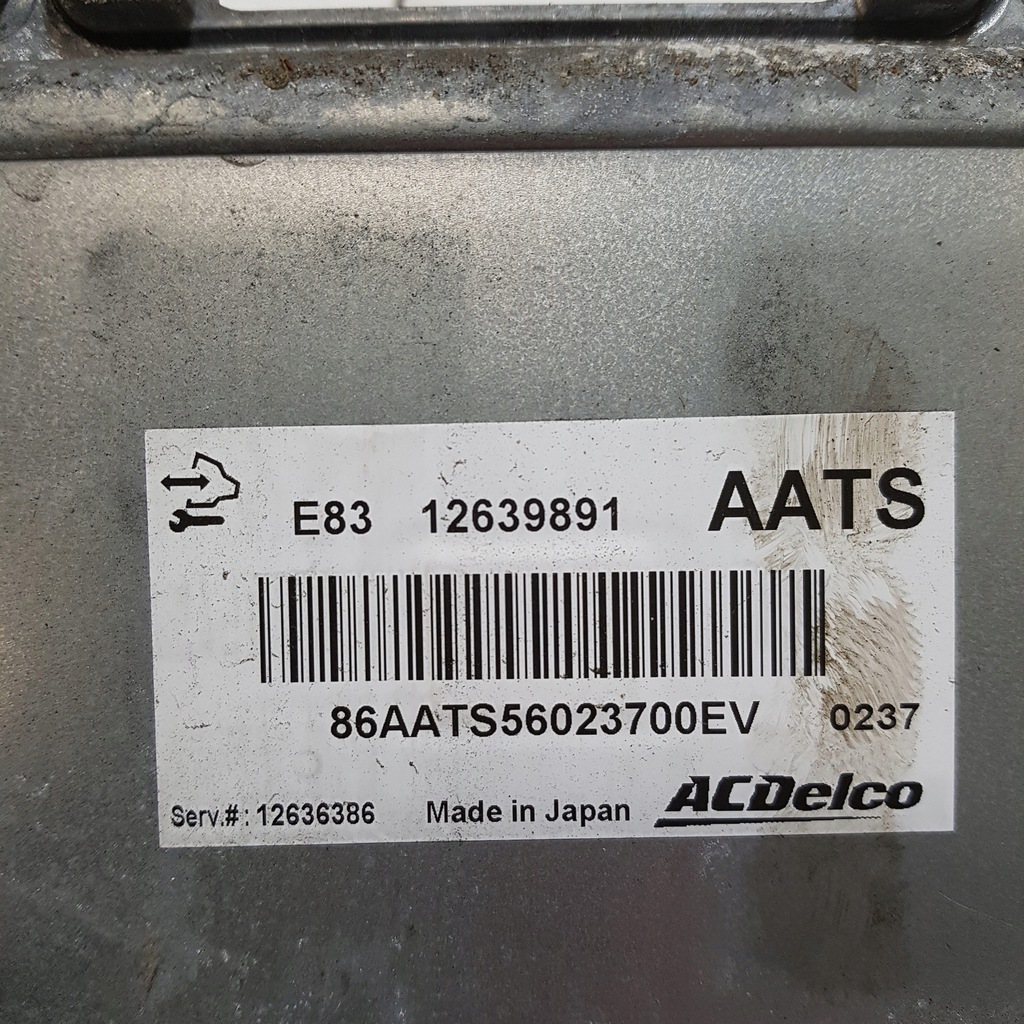 E83 12639891 AATS
86AATS56023700EV 0237
Serv.#: 12636386 Made in Japan ACDelco